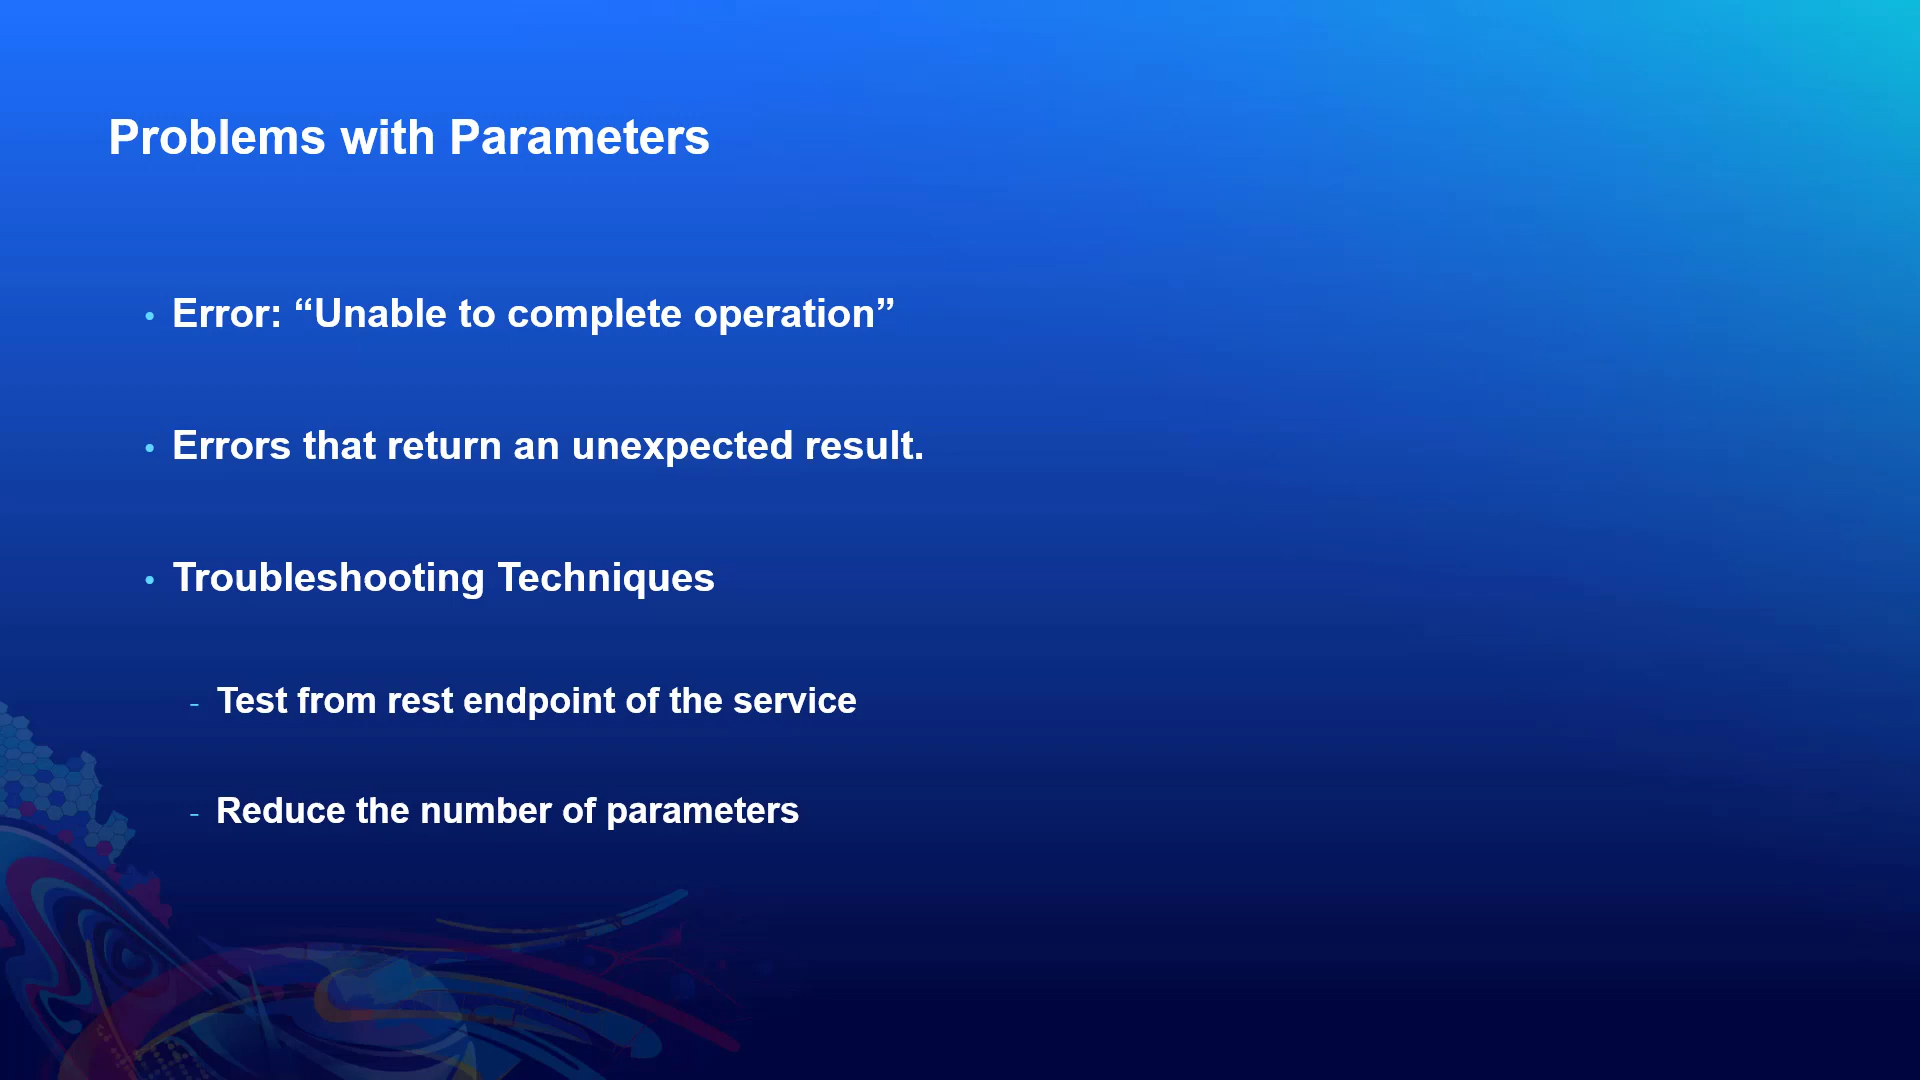 Problems with Parameters
• Error: “Unable to complete operation”
• Errors that return an unexpected result.
• Troubleshooting Techniques
- Test from rest endpoint of the service
- Reduce the number of parameters